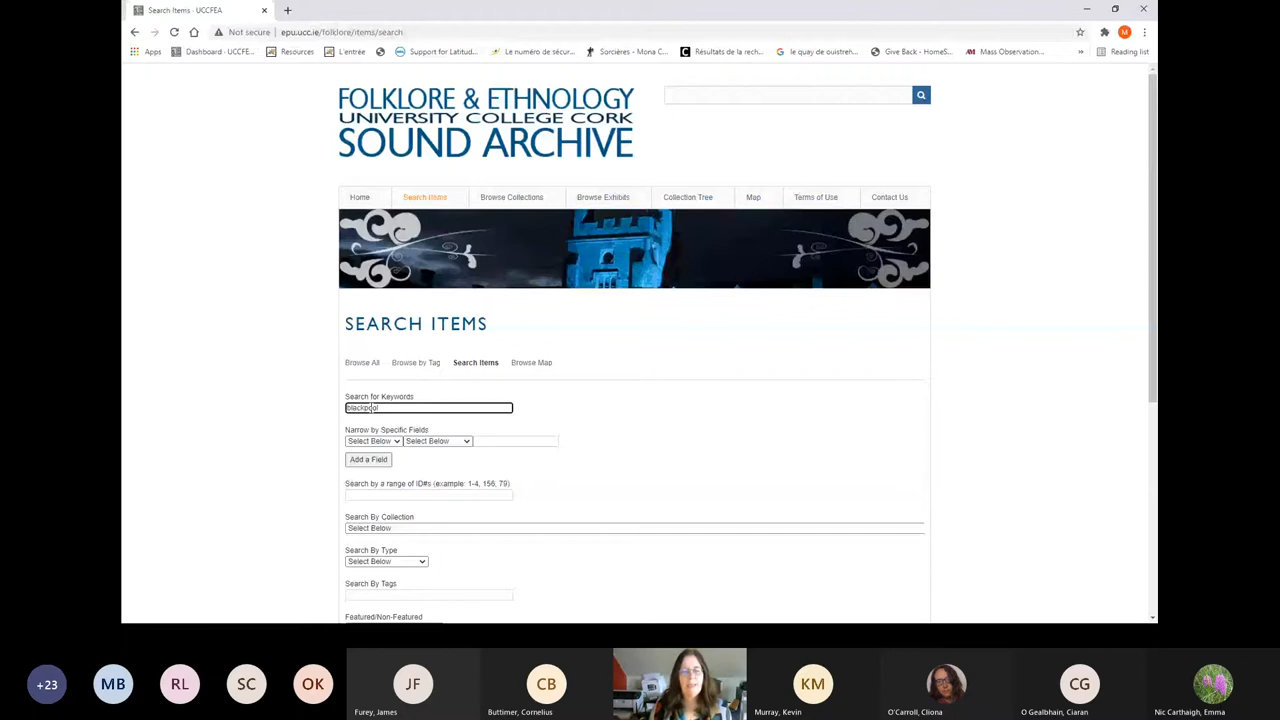 Search Items - UCCFEA
Not secure epu.ucc.ie/folklore/items/search
Apps Dashboard - UCCFE... Resources L'entrée Support for Latitud... Le numéro de sécur... Sorcières – Mona C... Résultats de la rech... le quay de ouistreh... Give Back - HomeS... Mass Observation... » Reading list
M
FOLKLORE & ETHNOLOGY
UNIVERSITY COLLEGE CORK
SOUND ARCHIVE
Home Search Items Browse Collections Browse Exhibits Collection Tree Map Terms of Use Contact Us
SEARCH ITEMS
Browse All Browse by Tag Search Items Browse Map
Search for Keywords
blackpool
Narrow by Specific Fields
Select Below Select Below
Add a Field
Search by a range of ID#s (example: 1-4, 156, 79)
Search By Collection
Select Below
Search By Type
Select Below
Search By Tags
Featured/Non-Featured
+23 MB RL SC OK JF CB KM CG
Furey, James Buttimer, Cornelius Murray, Kevin O'Carroll, Cliona O Gealbhain, Ciaran Nic Carthaigh, Emma